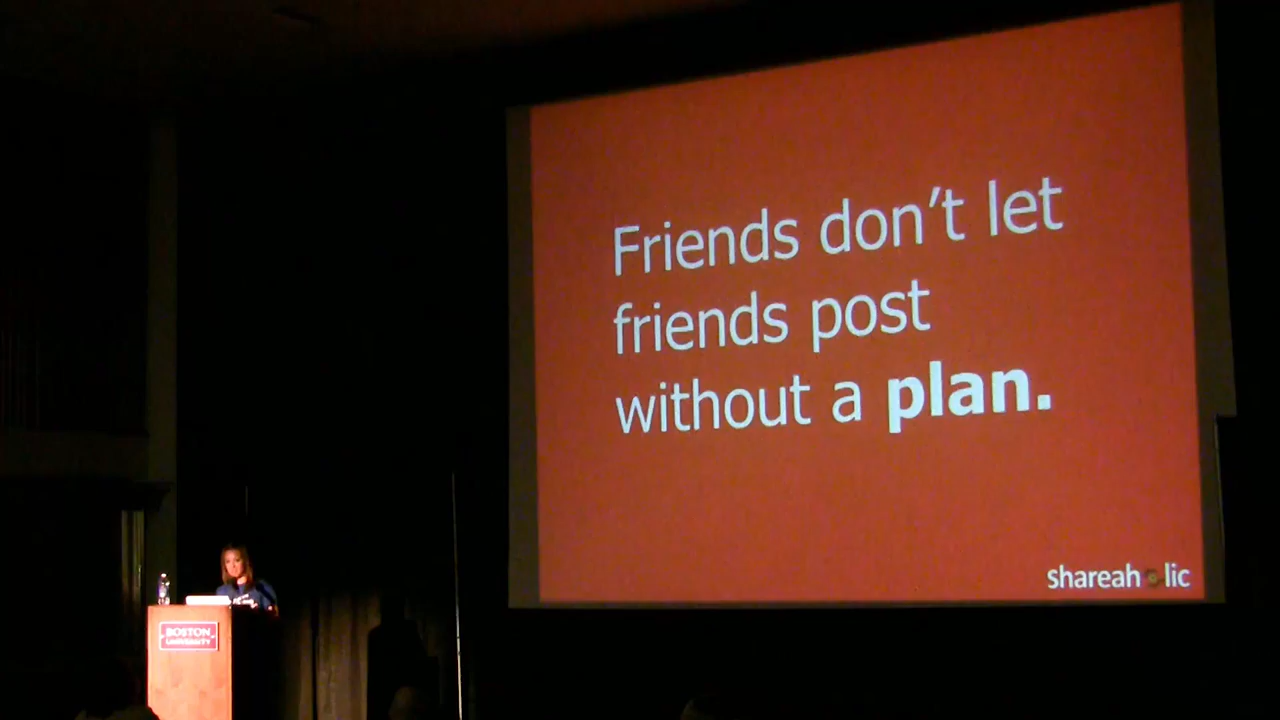 Friends don't let
friends post
without a plan.
shareaholic
BOSTON
UNIVERSITY